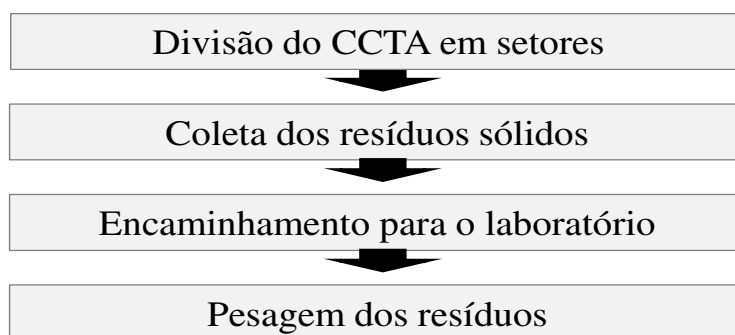 Divisão do CCTA em setores
Coleta dos resíduos sólidos
Encaminhamento para o laboratório
Pesagem dos resíduos